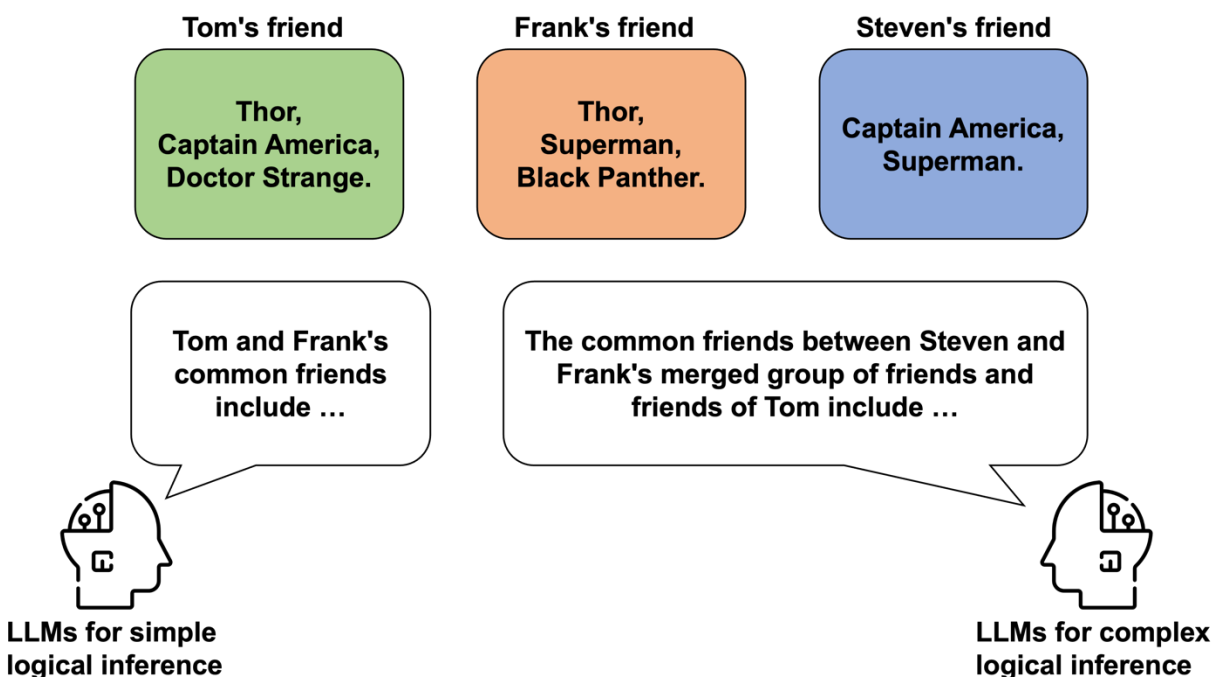 Tom's friend
Frank's friend
Steven's friend
Thor,
Captain America,
Doctor Strange.
Thor,
Superman,
Black Panther.
Captain America,
Superman.
Tom and Frank's
common friends
include …
The common friends between Steven and
Frank's merged group of friends and
friends of Tom include …
LLMs for simple
logical inference
LLMs for complex
logical inference